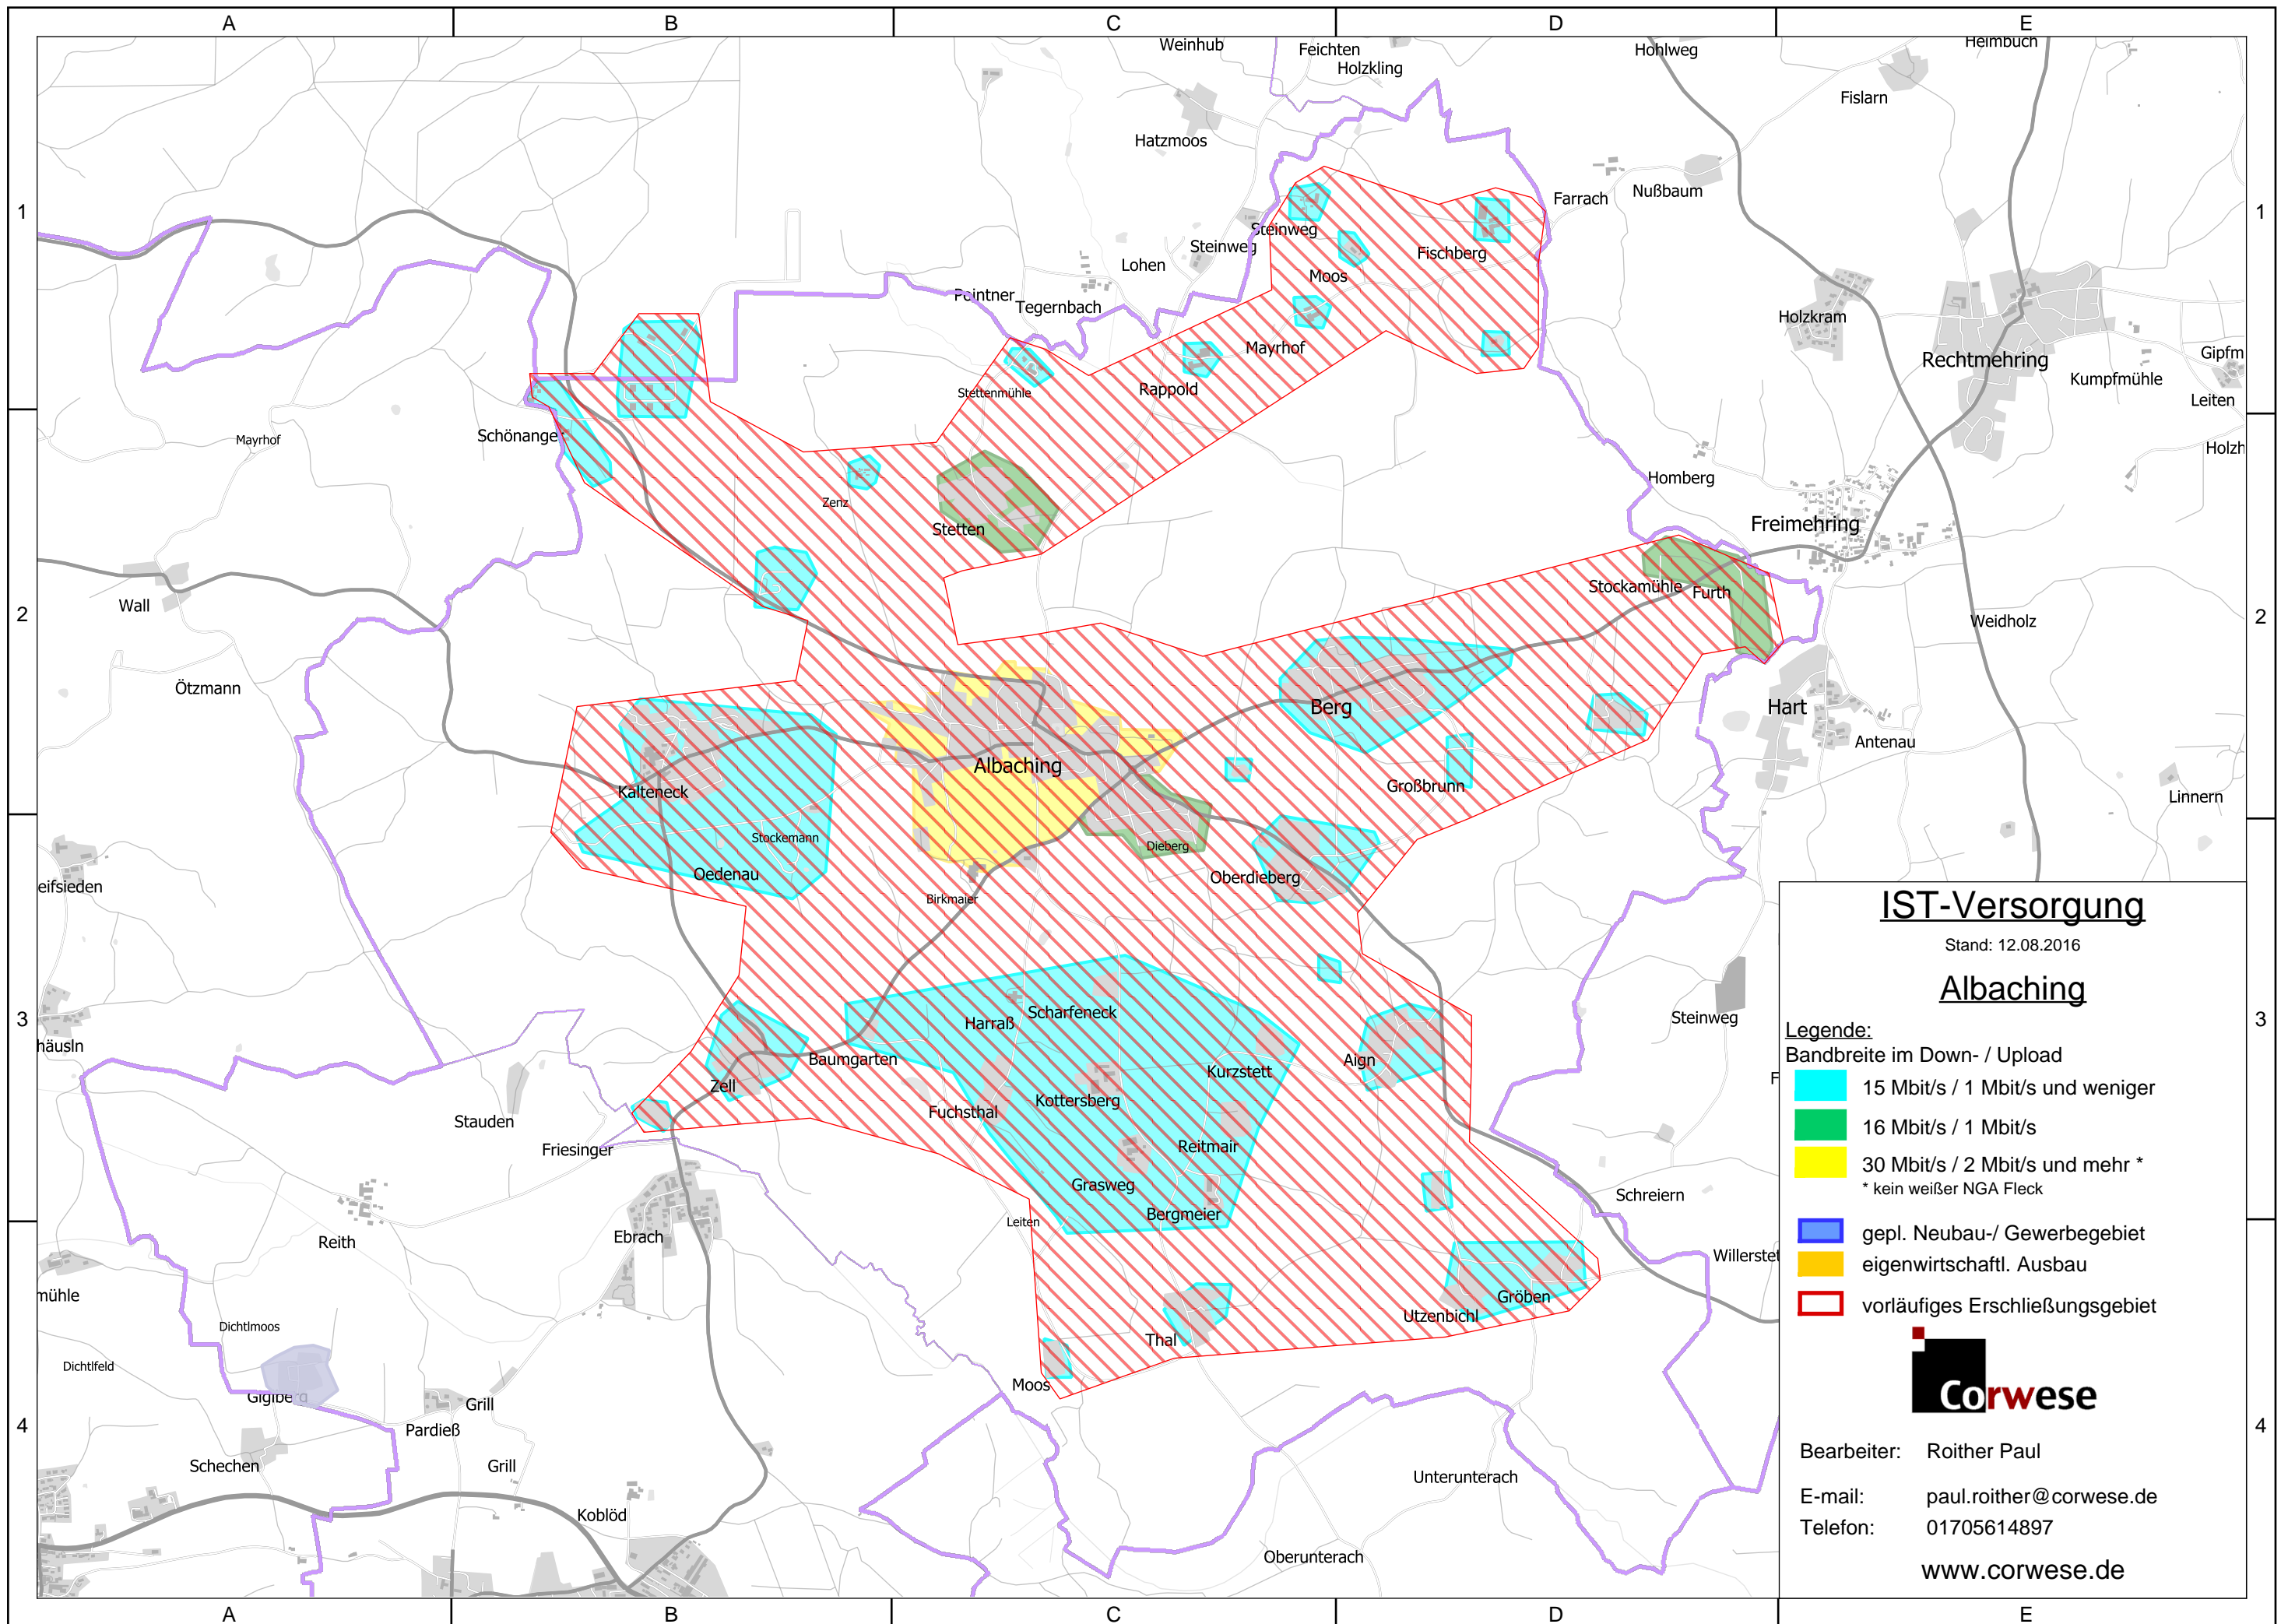 A B C D E
Weinhub
Feichten
Holzkling
Hohlweg
Heimbuch
Fislarn
Hatzmoos
1
1
Nußbaum
Farrach
Steinweg
Steinweg
Fischberg
Lohen
Moos
Pointner
Tegernbach
Holzkram
Mayrhof
Rechtmehring
Gipfm
Kumpfmühle
Stettenmühle
Rappold
Leiten
Schönange
Mayrhof
Holzh
Homberg
Zenz
Stetten
Freimehring
Stockamühle
Furth
Wall
2
2
Weidholz
Ötzmann
Berg
Hart
Antenau
Albaching
Großbrunn
Kalteneck
Linnern
Stockemann
Dieberg
Oedenau
Oberdieberg
eifsieden
Birkmaier
Scharfeneck
Harraß
Steinweg
3
3
häusln
Baumgarten
Aign
Kurzstett
Zell
Kottersberg
F
Fuchsthal
Stauden
Friesinger
Reitmair
Grasweg
Schreiern
Bergmeier
Leiten
Ebrach
Reith
Willerstet
mühle
Gröben
Utzenbichl
Dichtlmoos
Thal
Dichtlfeld
Moos
Giglberg
Grill
Pardieß
4
4
Schechen
Grill
Unterunterach
Koblöd
Oberunterach
IST-Versorgung
Stand: 12.08.2016
Albaching
Legende:
Bandbreite im Down- / Upload
15 Mbit/s / 1 Mbit/s und weniger
16 Mbit/s / 1 Mbit/s
30 Mbit/s / 2 Mbit/s und mehr *
* kein weißer NGA Fleck
gepl. Neubau-/ Gewerbegebiet
eigenwirtschaftl. Ausbau
vorläufiges Erschließungsgebiet
Corwese
Bearbeiter: Roither Paul
E-mail: paul.roither@corwese.de
Telefon: 01705614897
www.corwese.de
A B C D E